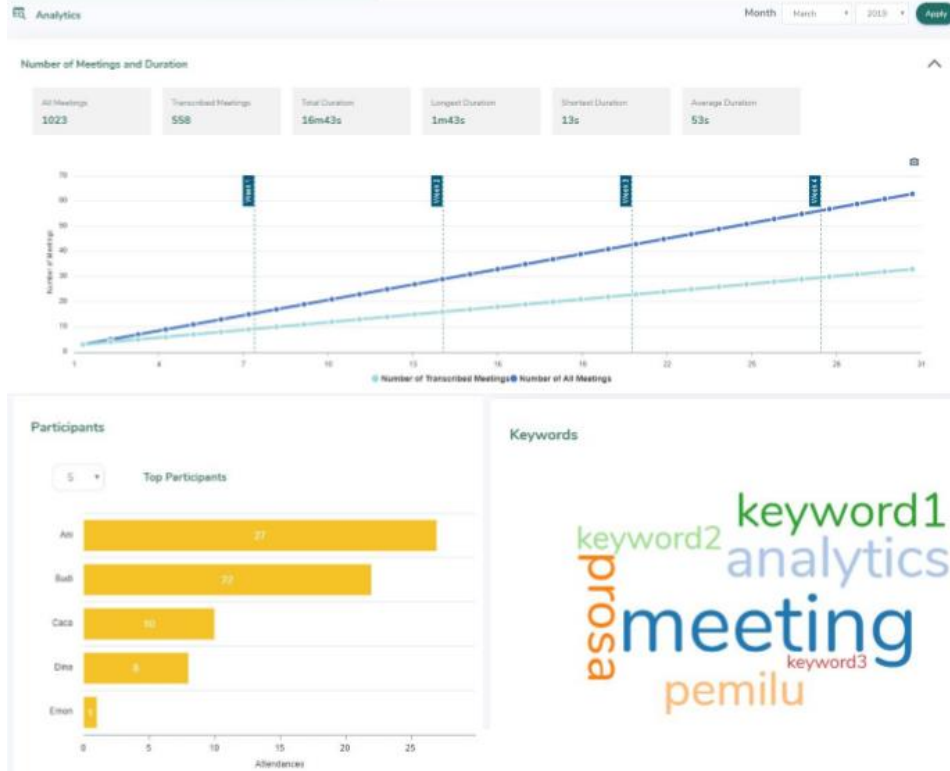 Analytics
Month March 2019 Apply
Number of Meetings and Duration
All Meetings Transcribed Meetings Total Duration Longest Duration Shortest Duration Average Duration
1023 558 16m43s 1m43s 13s 53s
70
60
50
40
30
20
10
0
Number of Meetings
Week 1 Week 2 Week 3 Week 4
1 4 7 10 13 16 19 22 25 28 31
Number of Transcribed Meetings Number of All Meetings
Participants
5 Top Participants
Ani 27
Budi 22
Caca 10
Dina 8
Emon 1
0 5 10 15 20 25
Attendances
Keywords
keyword1
keyword2
analytics
prosa
meeting
keyword3
pemilu